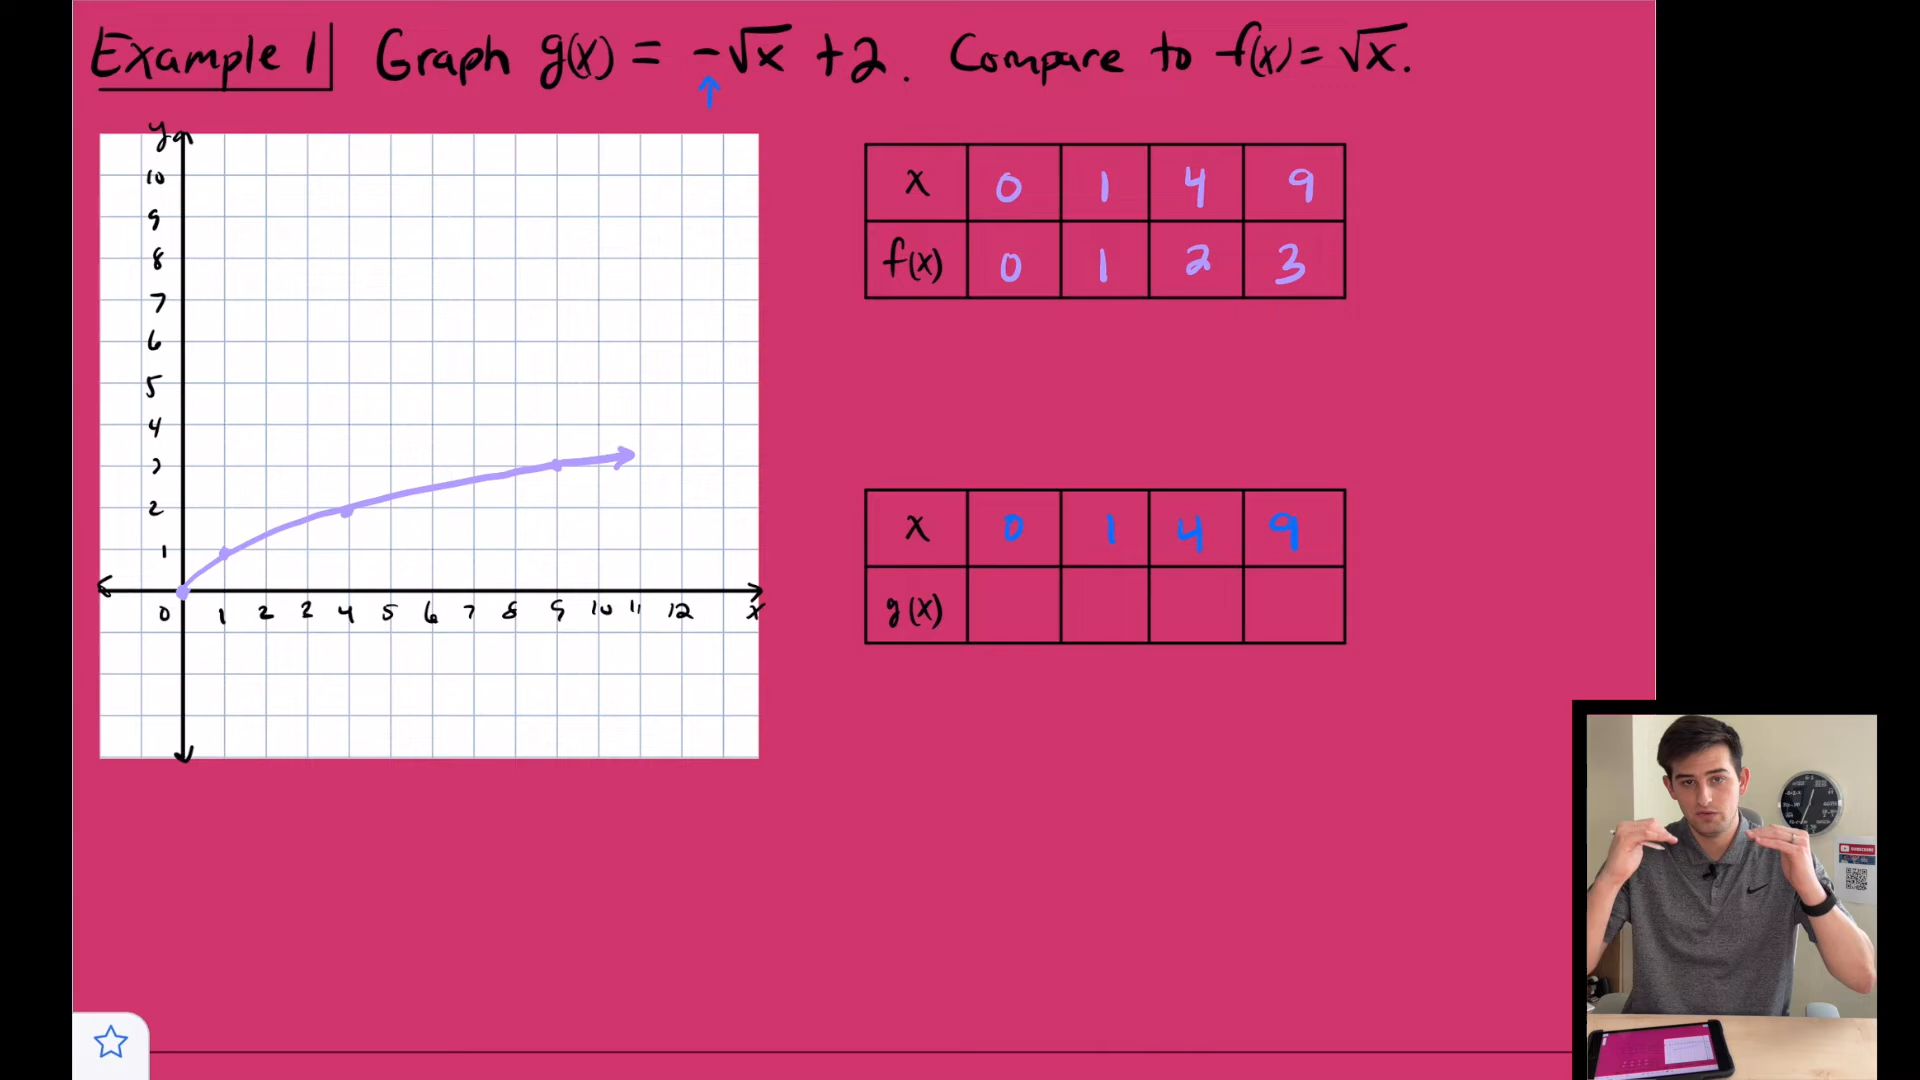 Example 1 Graph g(x) = -√x + 2. Compare to f(x) = √x.
y
10
9
8
7
6
5
4
3
2
1
0 1 2 3 4 5 6 7 8 9 10 11 12 x
x 0 1 4 9
f(x) 0 1 2 3
x 0 1 4 9
g(x)
SUBSCRIBE